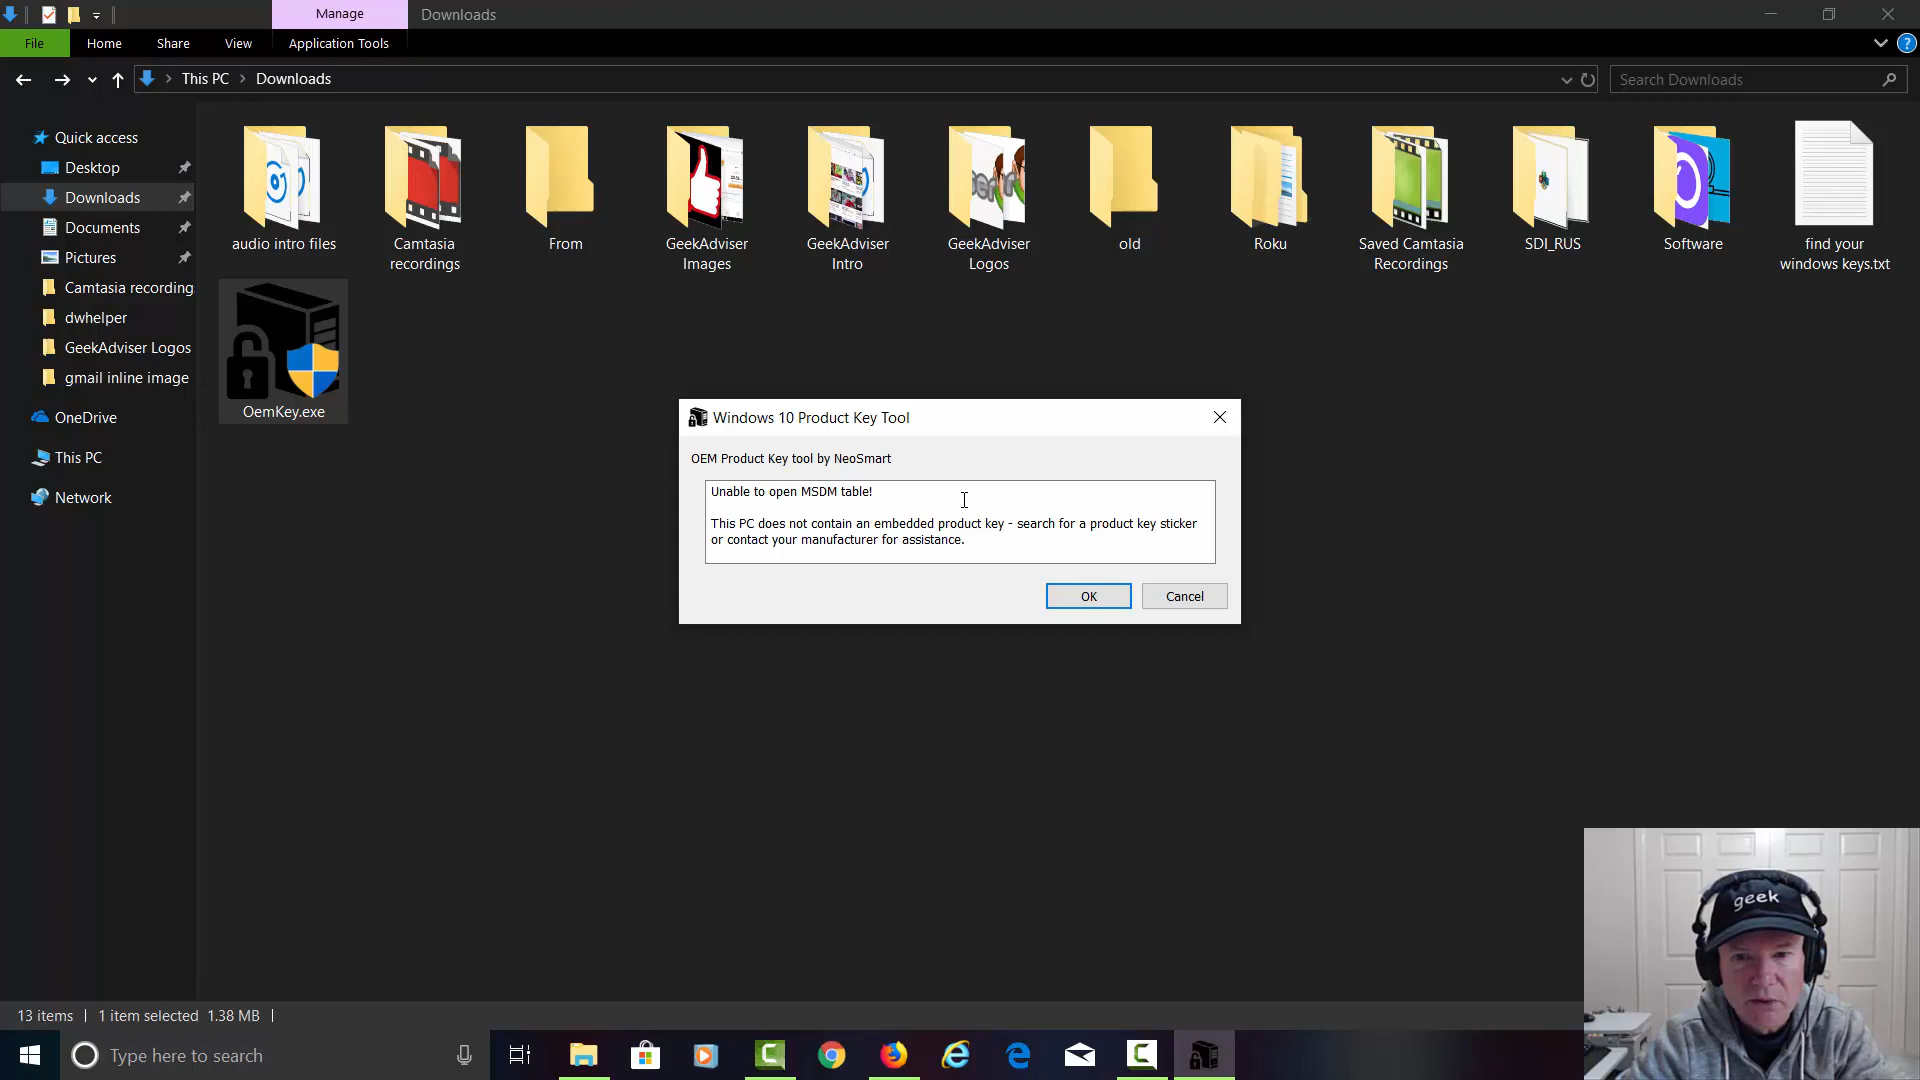 Manage
Downloads
File
Home
Share
View
Application Tools
?
This PC
Downloads
Search Downloads
Quick access
Desktop
Downloads
Documents
Pictures
Camtasia recording
dwhelper
GeekAdviser Logos
gmail inline image
OneDrive
This PC
Network
audio intro files
Camtasia
recordings
From
GeekAdviser
Images
GeekAdviser
Intro
GeekAdviser
Logos
old
Roku
Saved Camtasia
Recordings
SDI_RUS
Software
find your
windows keys.txt
OemKey.exe
Windows 10 Product Key Tool
OEM Product Key tool by NeoSmart
Unable to open MSDM table!
This PC does not contain an embedded product key - search for a product key sticker
or contact your manufacturer for assistance.
OK
Cancel
geek
13 items
1 item selected 1.38 MB
Type here to search